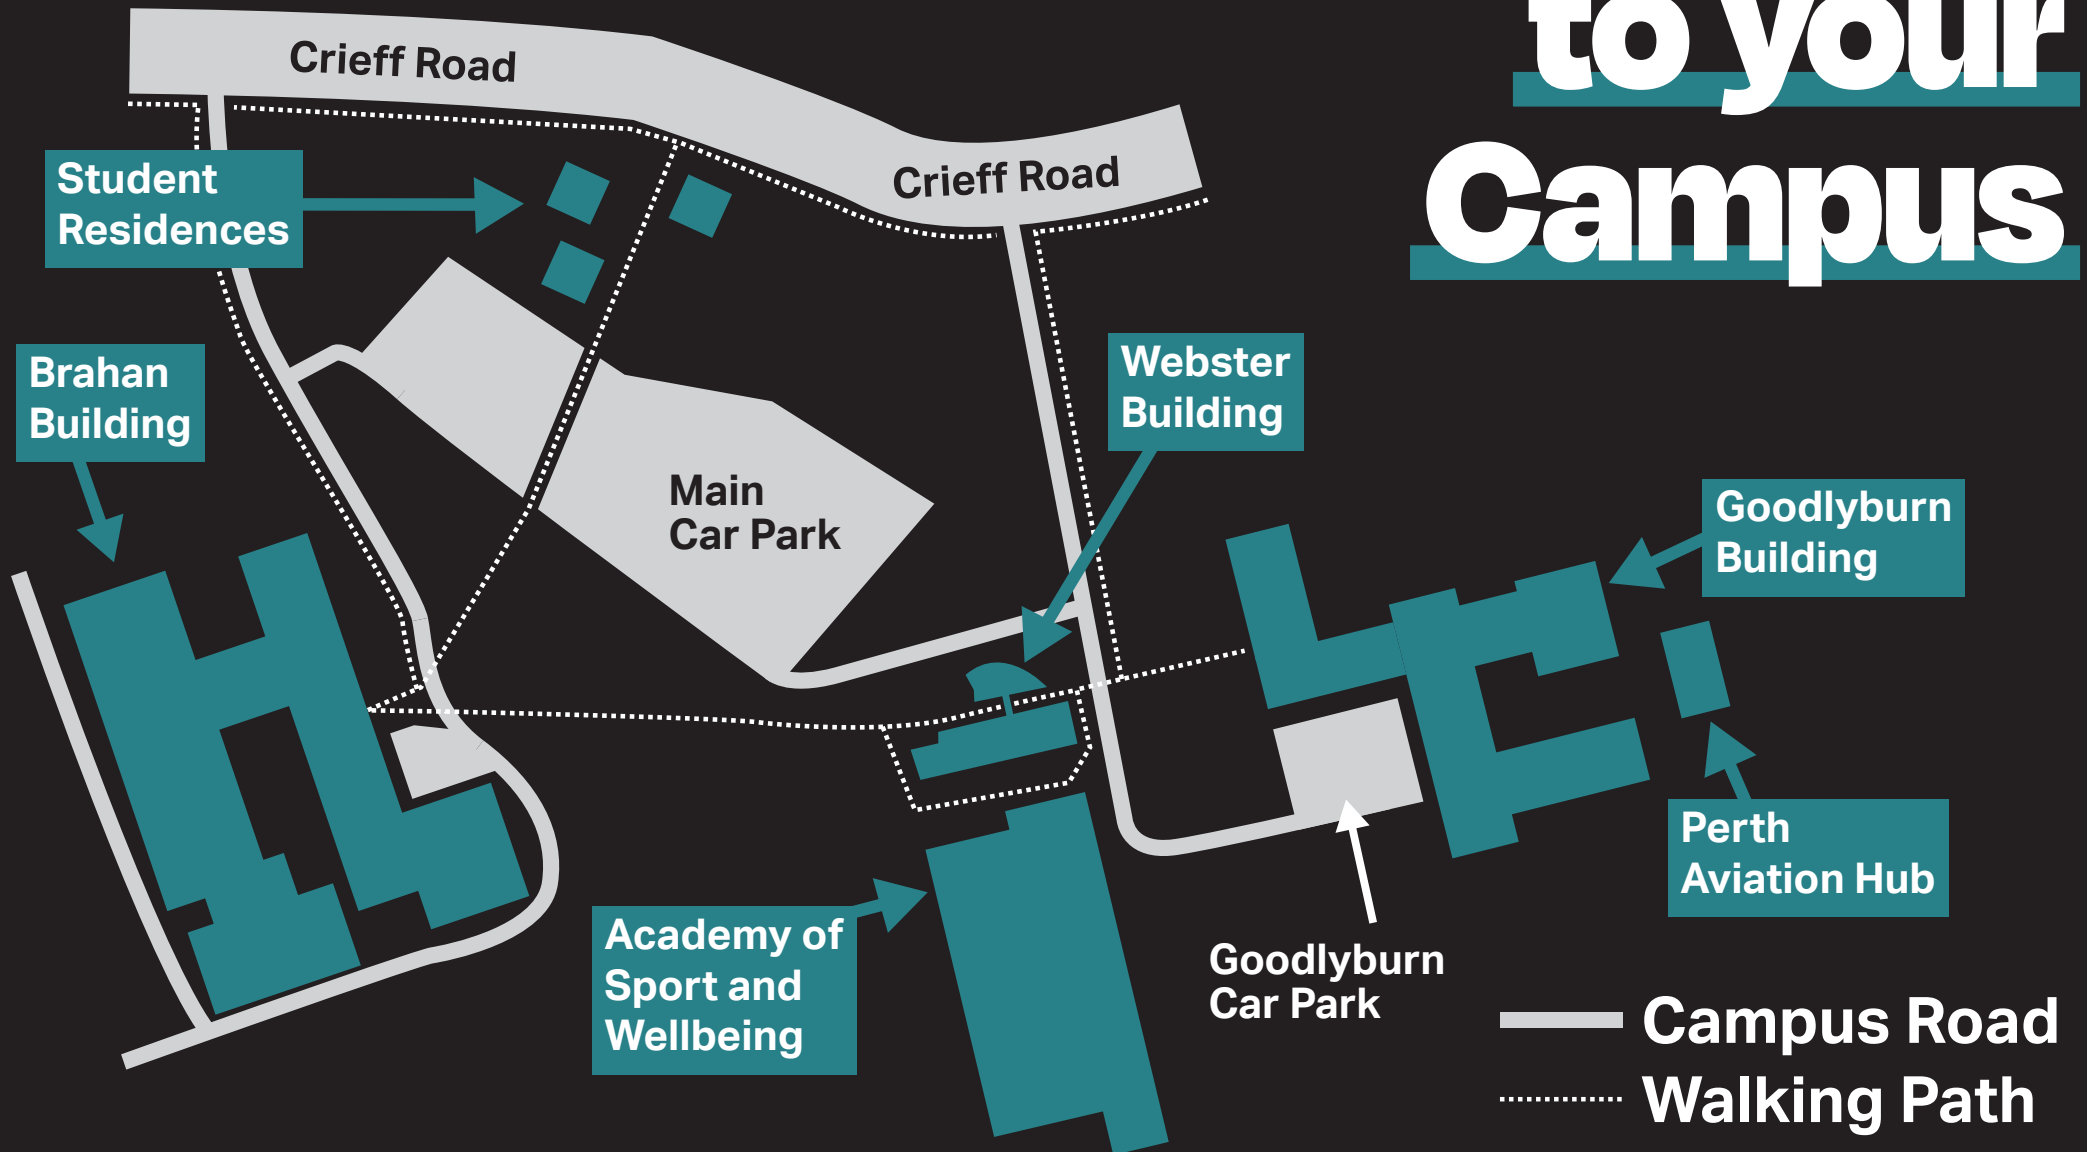 to your
Campus
Crieff Road
Crieff Road
Student
Residences
Brahan
Building
Webster
Building
Main
Car Park
Goodlyburn
Building
Perth
Aviation Hub
Academy of
Sport and
Wellbeing
Goodlyburn
Car Park
Campus Road
Walking Path